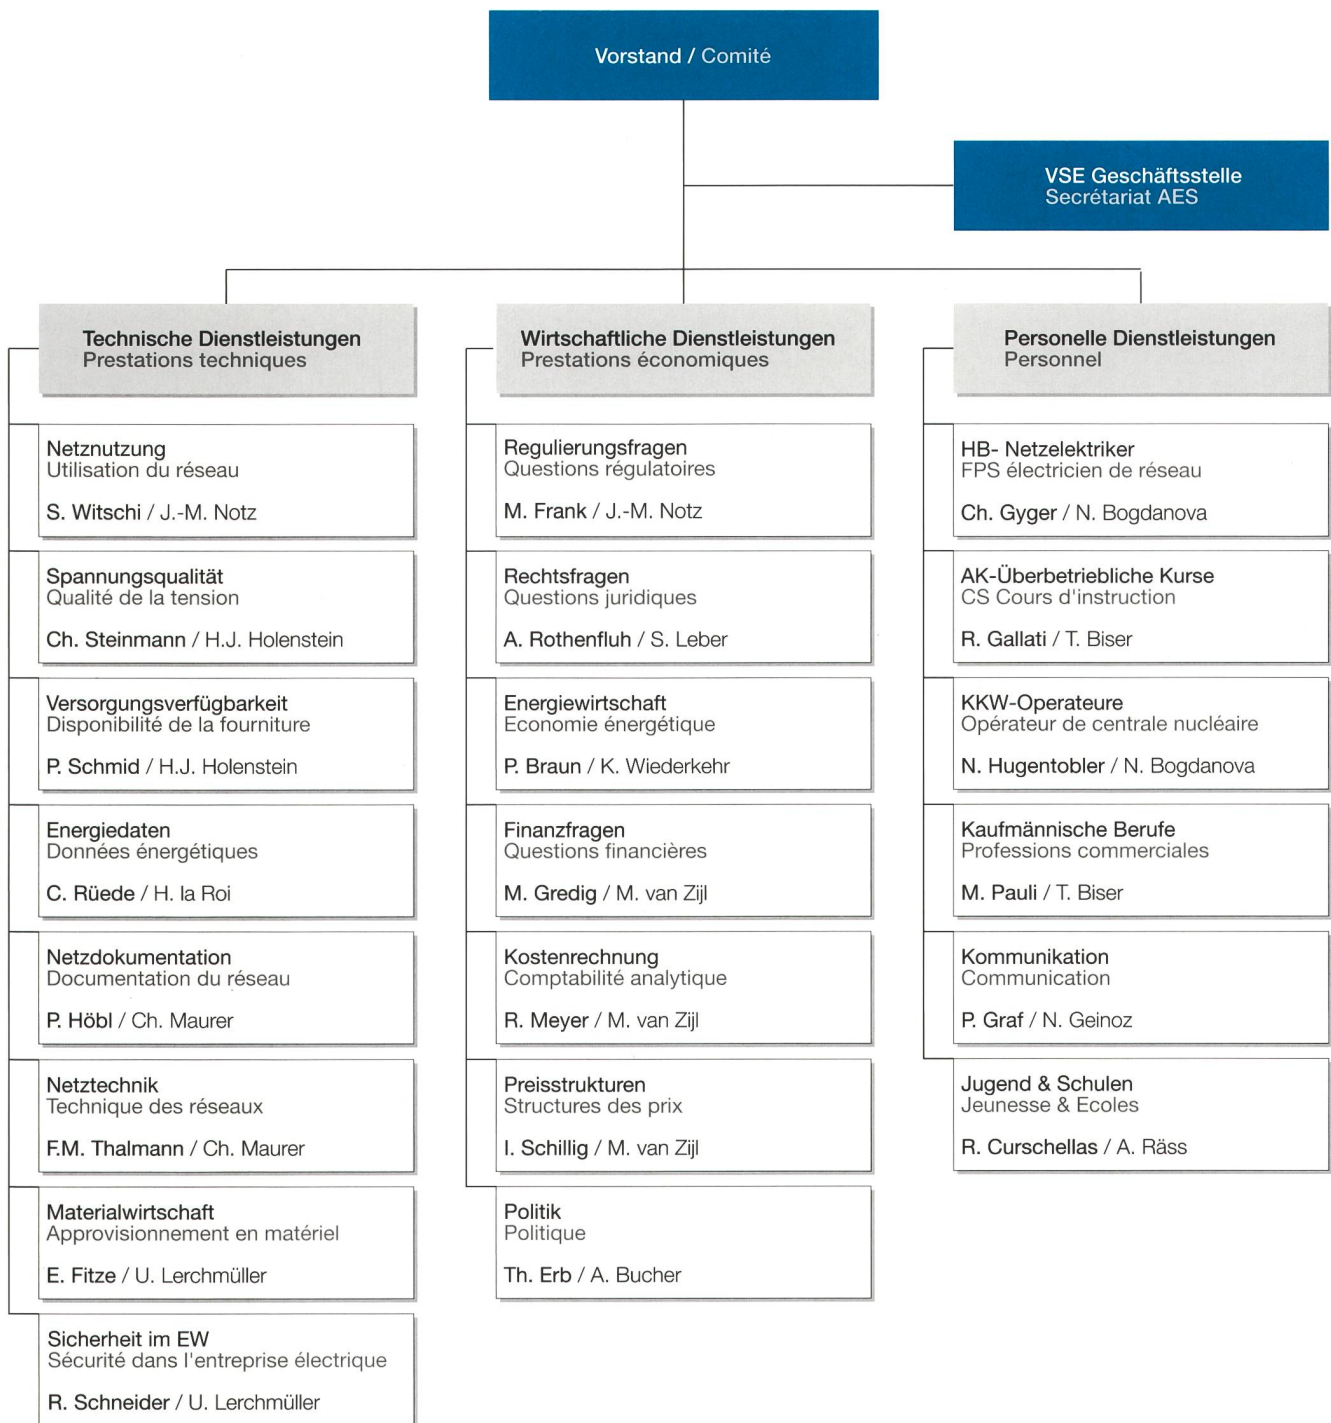 Vorstand / Comité
VSE Geschäftsstelle
Secrétariat AES
Technische Dienstleistungen
Prestations techniques
Netznutzung
Utilisation du réseau
S. Witschi / J.-M. Notz
Spannungsqualität
Qualité de la tension
Ch. Steinmann / H.J. Holenstein
Versorgungsverfügbarkeit
Disponibilité de la fourniture
P. Schmid / H.J. Holenstein
Energiedaten
Données énergétiques
C. Rüede / H. la Roi
Netzdokumentation
Documentation du réseau
P. Höbl / Ch. Maurer
Netztechnik
Technique des réseaux
F.M. Thalmann / Ch. Maurer
Materialwirtschaft
Approvisionnement en matériel
E. Fitze / U. Lerchmüller
Sicherheit im EW
Sécurité dans l'entreprise électrique
R. Schneider / U. Lerchmüller
Wirtschaftliche Dienstleistungen
Prestations économiques
Regulierungsfragen
Questions régulatoires
M. Frank / J.-M. Notz
Rechtsfragen
Questions juridiques
A. Rothenfluh / S. Leber
Energiewirtschaft
Economie énergétique
P. Braun / K. Wiederkehr
Finanzfragen
Questions financières
M. Gredig / M. van Zijl
Kostenrechnung
Comptabilité analytique
R. Meyer / M. van Zijl
Preisstrukturen
Structures des prix
I. Schillig / M. van Zijl
Politik
Politique
Th. Erb / A. Bucher
Personelle Dienstleistungen
Personnel
HB- Netzelektriker
FPS électricien de réseau
Ch. Gyger / N. Bogdanova
AK-Überbetriebliche Kurse
CS Cours d'instruction
R. Gallati / T. Biser
KKW-Operateure
Opérateur de centrale nucléaire
N. Hugentobler / N. Bogdanova
Kaufmännische Berufe
Professions commerciales
M. Pauli / T. Biser
Kommunikation
Communication
P. Graf / N. Geinoz
Jugend & Schulen
Jeunesse & Ecoles
R. Curschellas / A. Räss